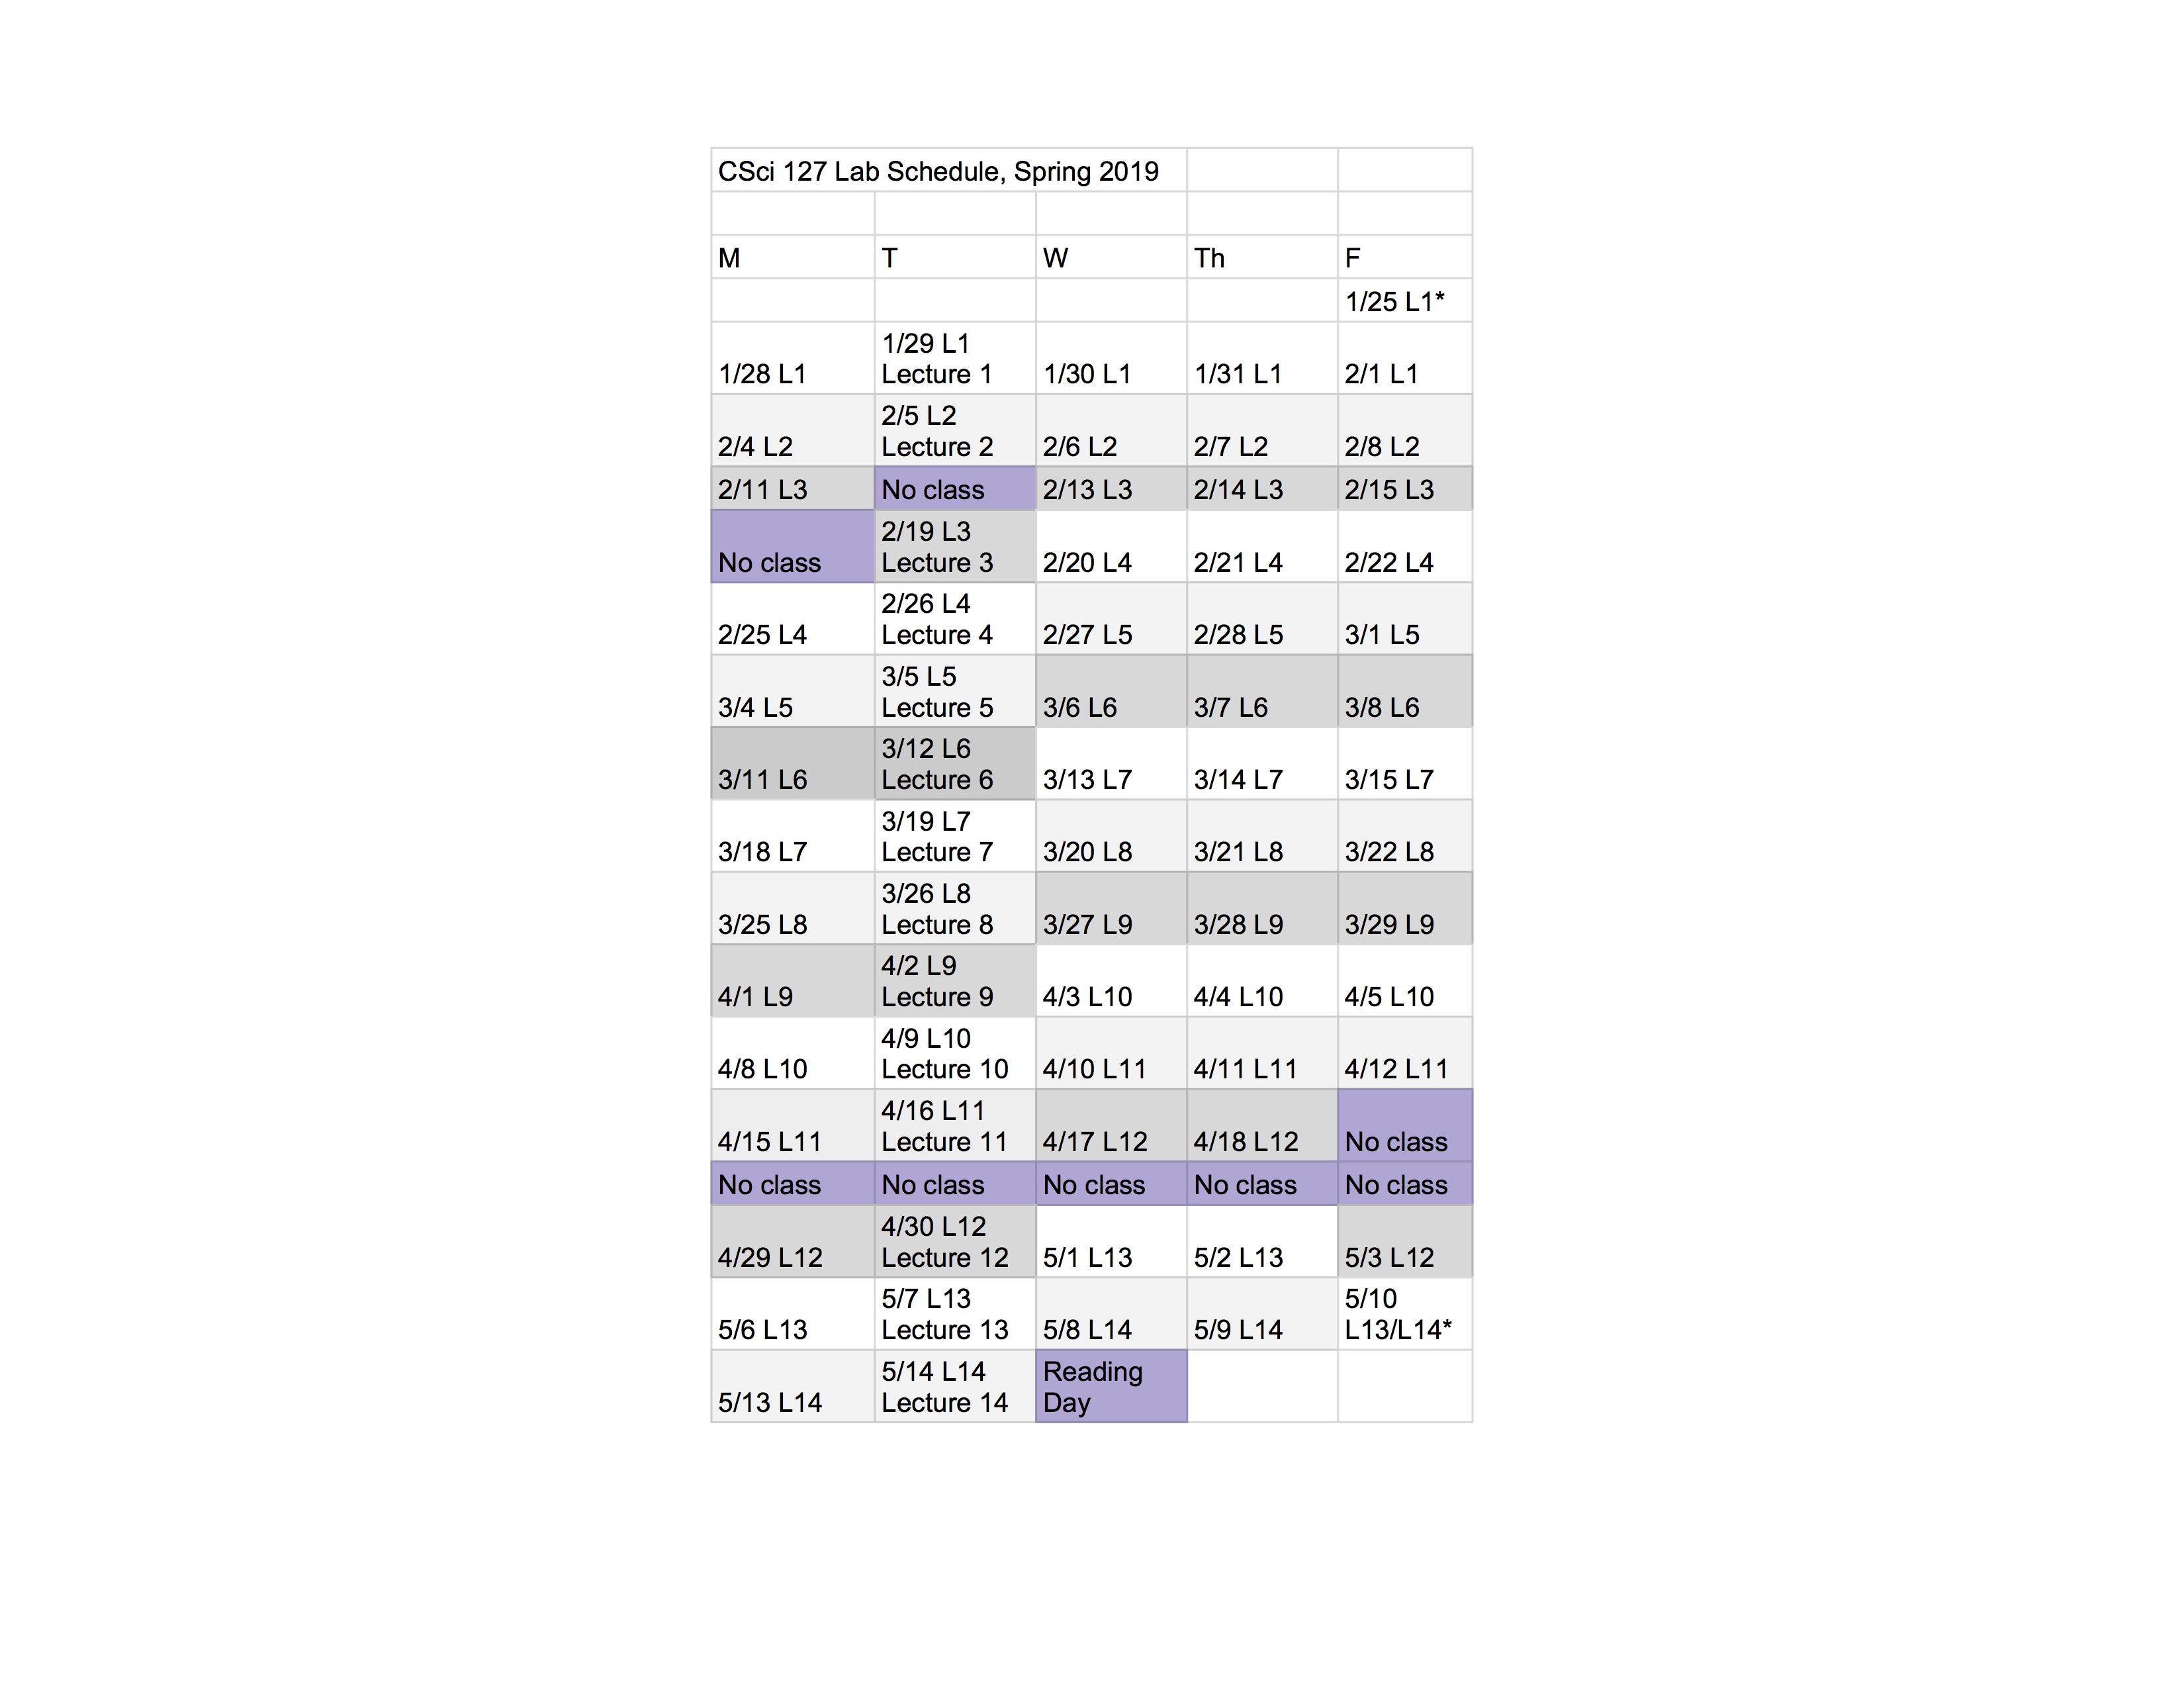 CSci 127 Lab Schedule, Spring 2019
M T W Th F
1/25 L1*
1/28 L1
1/29 L1
Lecture 1
1/30 L1
1/31 L1
2/1 L1
2/4 L2
2/5 L2
Lecture 2
2/6 L2
2/7 L2
2/8 L2
2/11 L3
No class
2/13 L3
2/14 L3
2/15 L3
No class
2/19 L3
Lecture 3
2/20 L4
2/21 L4
2/22 L4
2/25 L4
2/26 L4
Lecture 4
2/27 L5
2/28 L5
3/1 L5
3/4 L5
3/5 L5
Lecture 5
3/6 L6
3/7 L6
3/8 L6
3/11 L6
3/12 L6
Lecture 6
3/13 L7
3/14 L7
3/15 L7
3/18 L7
3/19 L7
Lecture 7
3/20 L8
3/21 L8
3/22 L8
3/25 L8
3/26 L8
Lecture 8
3/27 L9
3/28 L9
3/29 L9
4/1 L9
4/2 L9
Lecture 9
4/3 L10
4/4 L10
4/5 L10
4/8 L10
4/9 L10
Lecture 10
4/10 L11
4/11 L11
4/12 L11
4/15 L11
4/16 L11
Lecture 11
4/17 L12
4/18 L12
No class
No class
No class
No class
No class
No class
4/29 L12
4/30 L12
Lecture 12
5/1 L13
5/2 L13
5/3 L12
5/6 L13
5/7 L13
Lecture 13
5/8 L14
5/9 L14
5/10
L13/L14*
5/13 L14
5/14 L14
Lecture 14
Reading
Day